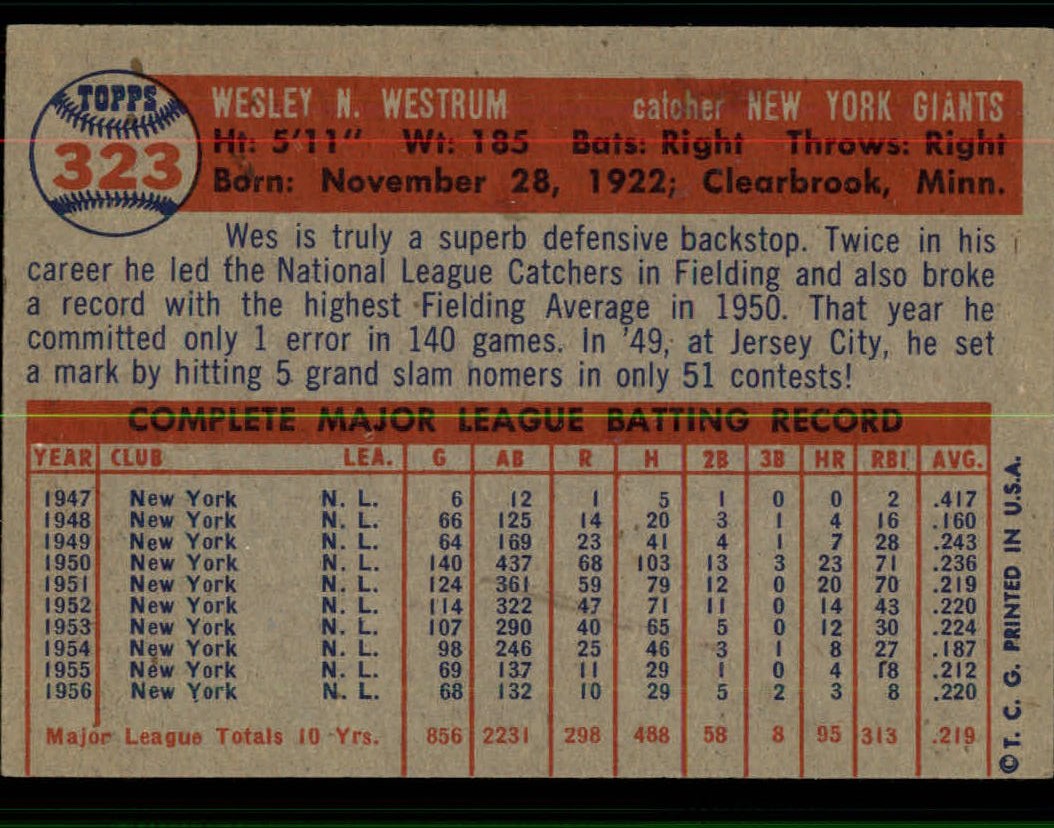 TOPPS
323
WESLEY N. WESTRUM catcher NEW YORK GIANTS
Ht: 5'11" Wt: 185 Bats: Right Throws: Right
Born: November 28, 1922; Clearbrook, Minn.
Wes is truly a superb defensive backstop. Twice in his
career he led the National League Catchers in Fielding and also broke
a record with the highest Fielding Average in 1950. That year he
committed only 1 error in 140 games. In '49, at Jersey City, he set
a mark by hitting 5 grand slam homers in only 51 contests!
COMPLETE MAJOR LEAGUE BATTING RECORD
YEAR CLUB LEA. G AB R H 2B 3B HR RBI AVG.
1947 New York N. L. 6 12 1 5 1 0 0 2 .417
1948 New York N. L. 66 125 14 20 3 1 4 16 .160
1949 New York N. L. 64 169 23 41 4 1 7 28 .243
1950 New York N. L. 140 437 68 103 13 3 23 71 .236
1951 New York N. L. 124 361 59 79 12 0 20 70 .219
1952 New York N. L. 114 322 47 71 11 0 14 43 .220
1953 New York N. L. 107 290 40 65 5 0 12 30 .224
1954 New York N. L. 98 246 25 46 3 1 8 27 .187
1955 New York N. L. 69 137 11 29 1 0 4 18 .212
1956 New York N. L. 68 132 10 29 5 2 3 8 .220
Major League Totals 10 Yrs. 856 2231 298 488 58 8 95 313 .219
© T. C. G. PRINTED IN U.S.A.